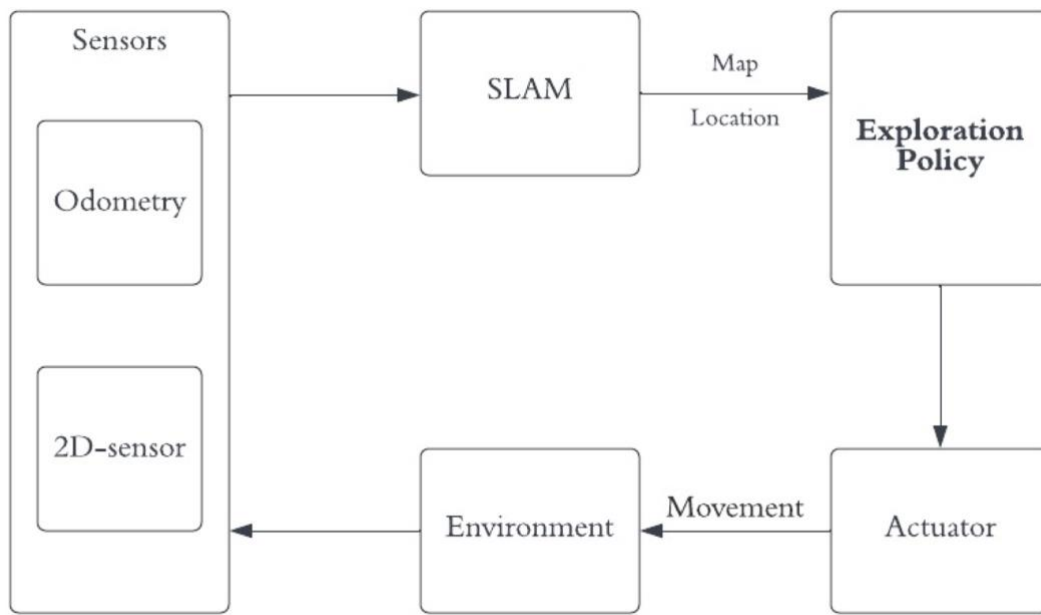 Sensors
Odometry
2D-sensor
SLAM
Map
Location
Exploration
Policy
Environment
Movement
Actuator